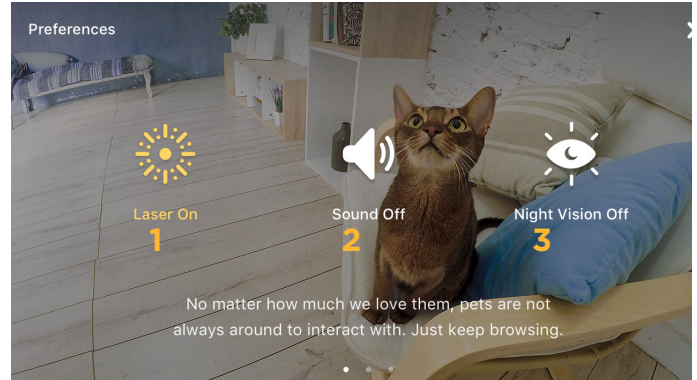 Preferences
Laser On
Sound Off
Night Vision Off
1
2
3
No matter how much we love them, pets are not
always around to interact with. Just keep browsing.